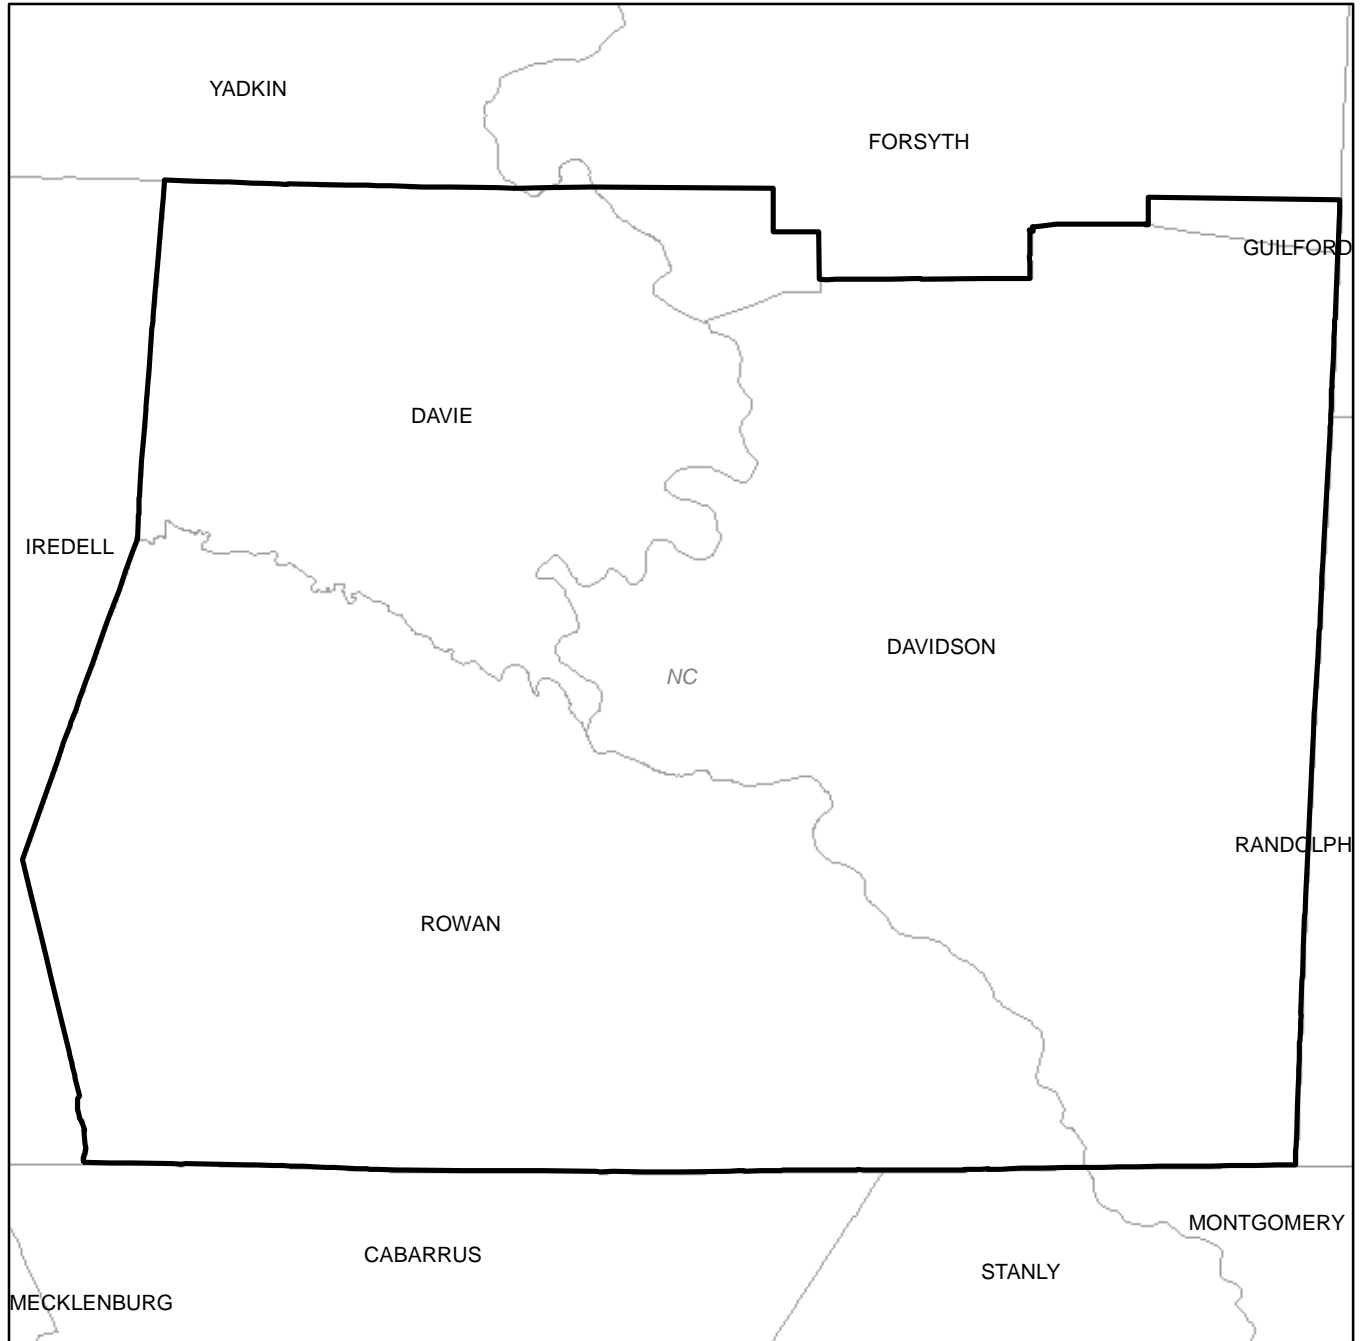 YADKIN
FORSYTH
GUILFORD
DAVIE
IREDELL
DAVIDSON
NC
RANDOLPH
ROWAN
MONTGOMERY
CABARRUS
STANLY
MECKLENBURG